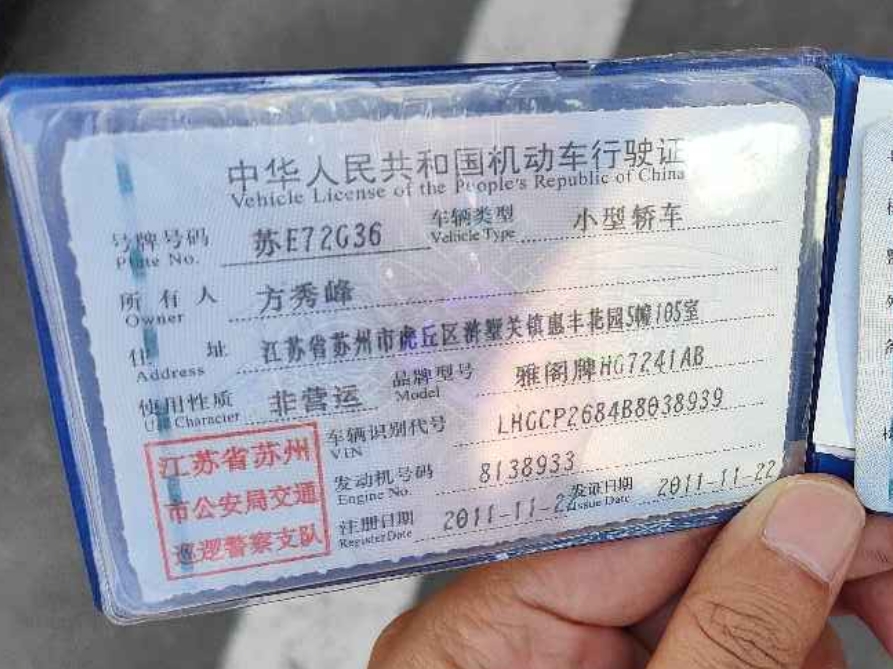 中华人民共和国机动车行驶证
Vehicle License of the People's Republic of China
号牌号码 苏E72G36 车辆类型 小型轿车
Plate No. Vehicle Type
所有人 方秀峰
Owner
住址 江苏省苏州市虎丘区浒墅关镇惠丰花园5幢105室
Address
使用性质 非营运 品牌型号 雅阁牌HG7241AB
Use Character Model
车辆识别代号 LHGCP2684B8038939
VIN
发动机号码 8138933
Engine No.
注册日期 2011-11-22 发证日期 2011-11-22
Register Date Issue Date
江苏省苏州
市公安局交通
巡逻警察支队